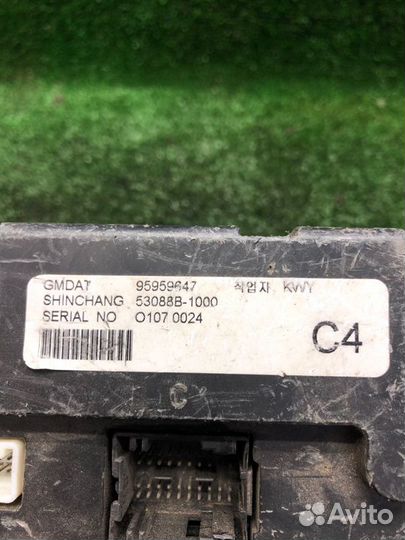 GMDAT 95959647 작업자 KWY
SHINCHANG 53088B-1000
SERIAL NO O107 0024
C4
C
Avito